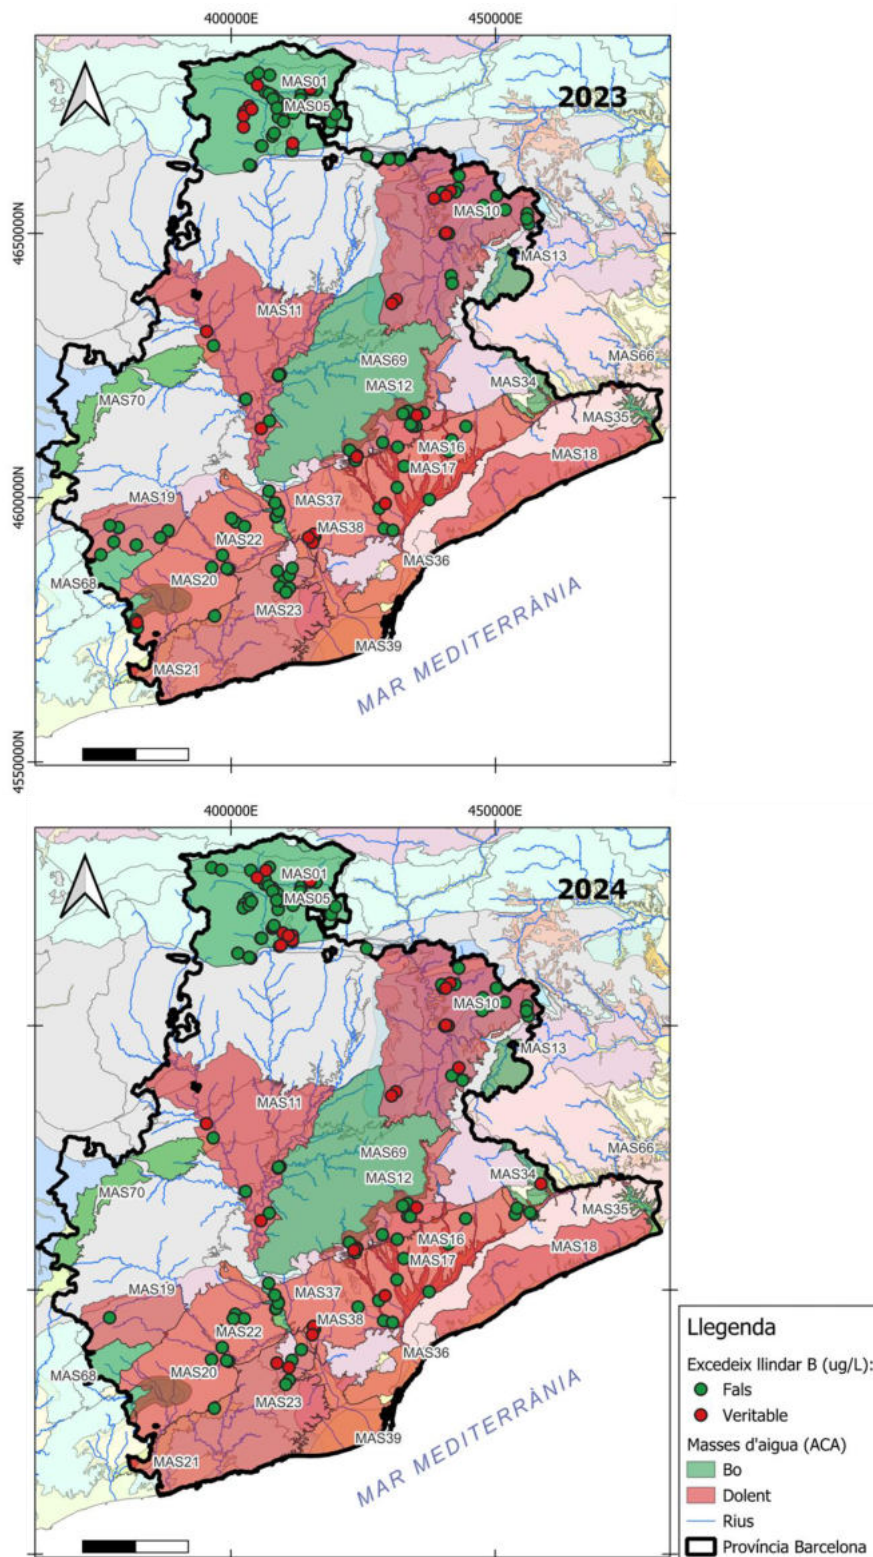 400000E
450000E
2023
MAS01
MAS05
4650000N
MAS10
MAS13
MAS11
MAS69
MAS66
MAS12
MAS34
MAS70
MAS35
MAS16
MAS18
MAS17
4600000N
MAS19
MAS37
MAS22
MAS38
MAS36
MAS68
MAS20
MAS23
MAR MEDITERRÀNIA
MAS39
MAS21
4550000N
400000E
450000E
2024
MAS01
MAS05
MAS10
MAS13
MAS11
MAS69
MAS66
MAS12
MAS34
MAS70
MAS35
MAS16
MAS18
MAS17
MAS19
MAS37
MAS22
MAS38
MAS36
MAS68
MAS20
MAS23
MAR MEDITERRÀNIA
MAS39
MAS21
Llegenda
Excedeix llindar B (ug/L):
Fals
Veritable
Masses d'aigua (ACA)
Bo
Dolent
Rius
Província Barcelona